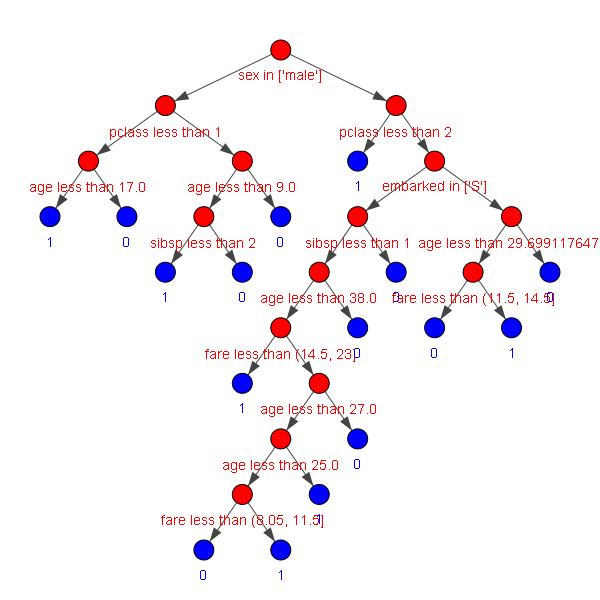 sex in ['male']
pclass less than 1
pclass less than 2
age less than 17.0
age less than 9.0
1
embarked in ['S']
1
0
sibsp less than 2
0
sibsp less than 1
age less than 29.699117647
1
0
age less than 38.0
0
fare less than (11.5, 14.5]
0
fare less than (14.5, 23]
0
0
1
1
age less than 27.0
age less than 25.0
0
fare less than (8.05, 11.5]
0
1